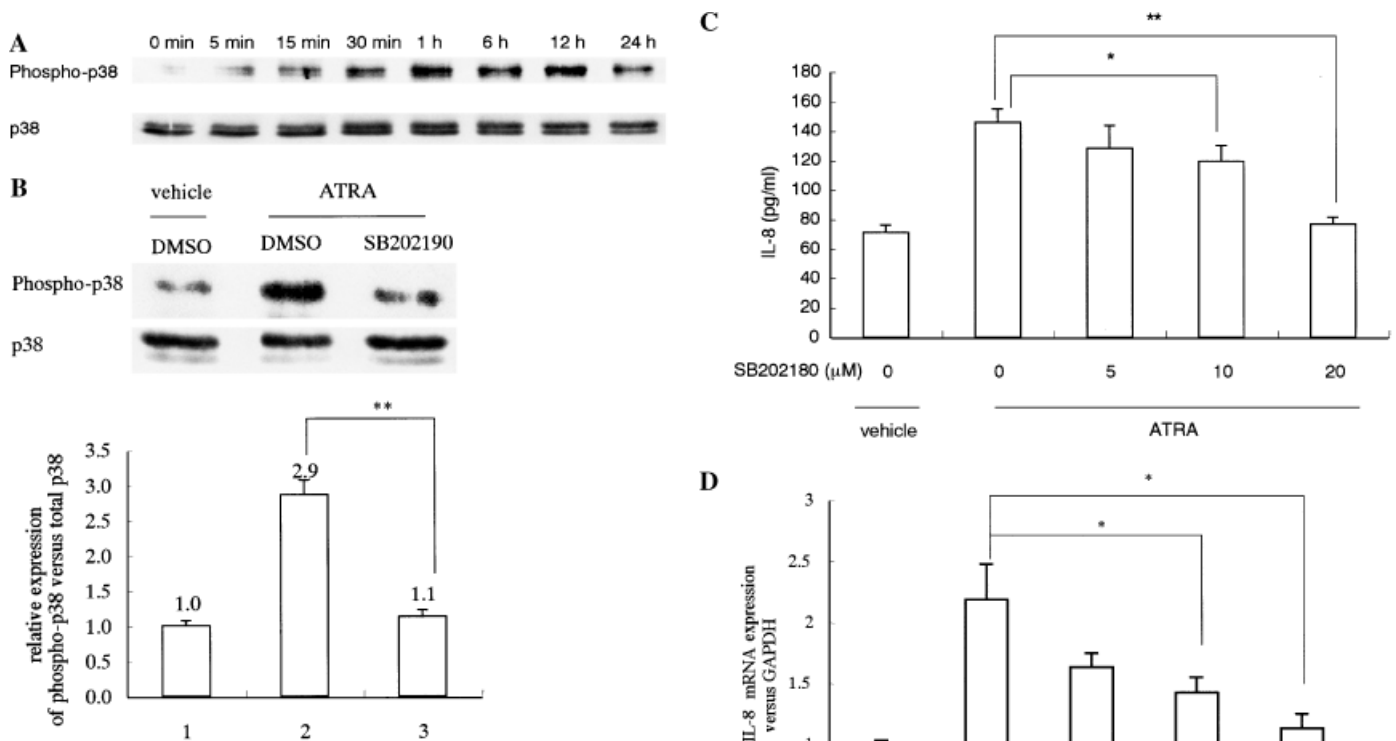 A
0 min 5 min 15 min 30 min 1 h 6 h 12 h 24 h
Phospho-p38
p38
B
vehicle ATRA
DMSO DMSO SB202190
Phospho-p38
p38
**
relative expression
of phospho-p38 versus total p38
3.5
3.0
2.5
2.0
1.5
1.0
0.5
0.0
1.0
2.9
1.1
1 2 3
C
**
*
IL-8 (pg/ml)
180
160
140
120
100
80
60
40
20
0
SB202180 (μM) 0 0 5 10 20
vehicle ATRA
D
*
*
IL-8 mRNA expression
versus GAPDH
3
2.5
2
1.5